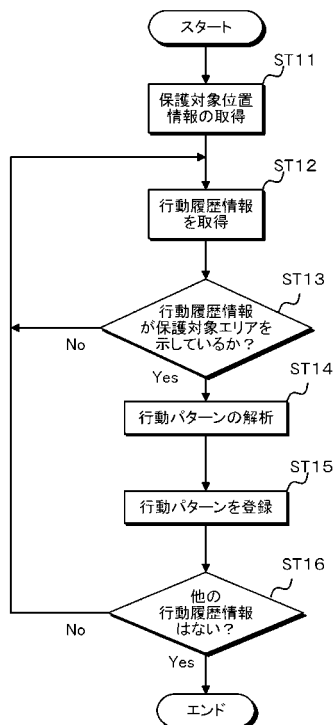 スタート
ST11
保護対象位置
情報の取得
ST12
行動履歴情報
を取得
ST13
行動履歴情報
が保護対象エリアを
示しているか?
No
Yes
ST14
行動パターンの解析
ST15
行動パターンを登録
ST16
他の
行動履歴情報
はない?
No
Yes
エンド